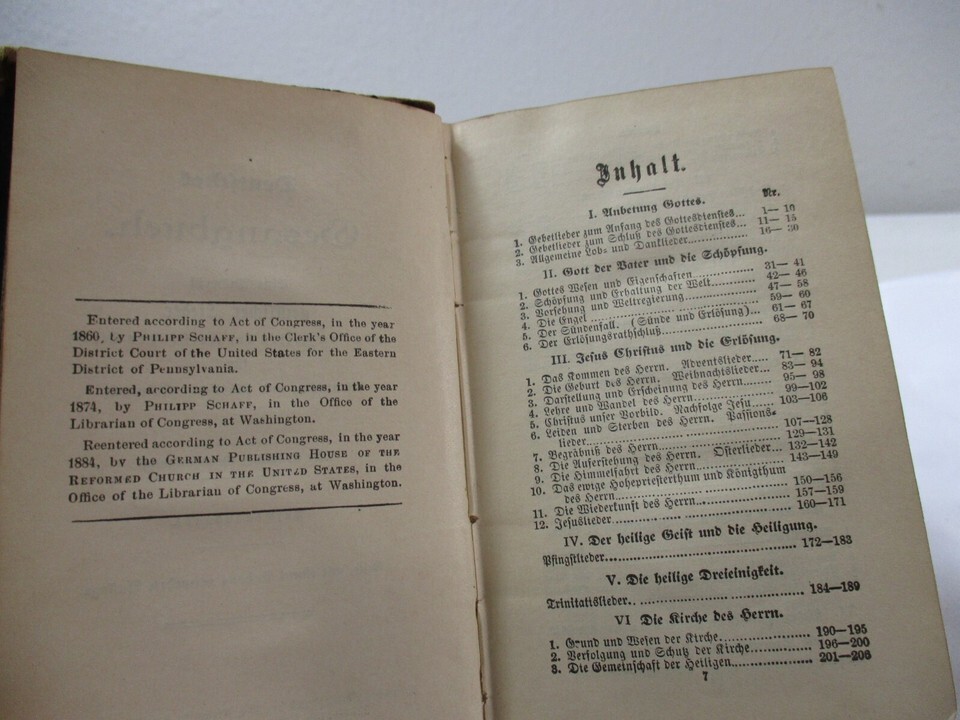 Entered according to Act of Congress, in the year
1860, by PHILIPP SCHAFF, in the Clerk's Office of the
District Court of the United States for the Eastern
District of Pennsylvania.
Entered, according to Act of Congress, in the year
1874, by PHILIPP SCHAFF, in the Office of the
Librarian of Congress, at Washington.
Reentered according to Act of Congress, in the year
1884, by the GERMAN PUBLISHING HOUSE OF THE
REFORMED CHURCH IN THE UNITED STATES, in the
Office of the Librarian of Congress, at Washington.
Inhalt.
Nr.
I. Anbetung Gottes.
1. Gebetlieder zum Anfang des Gottesdienstes... 1— 10
2. Gebetlieder zum Schluß des Gottesdienstes... 11— 15
3. Allgemeine Lob- und Danklieder............... 16— 30
II. Gott der Vater und die Schöpfung.
1. Gottes Wesen und Eigenschaften............... 31— 41
2. Schöpfung und Erhaltung der Welt............ 42— 46
3. Vorsehung und Weltregierung................. 47— 58
4. Die Engel................................... 59— 60
5. Der Sündenfall. (Sünde und Erlösung)... 61— 67
6. Der Erlösungsrathschluß..................... 68— 70
III. Jesus Christus und die Erlösung.
1. Das Kommen des Herrn. Adventslieder..... 71— 82
2. Die Geburt des Herrn. Weihnachtslieder... 83— 94
3. Darstellung und Erscheinung des Herrn........ 95— 98
4. Lehre und Wandel des Herrn.................. 99—102
5. Christus unser Vorbild. Nachfolge Jesu...... 103—106
6. Leiden und Sterben des Herrn. Passions-
lieder........................................ 107—128
7. Begräbniß des Herrn......................... 129—131
8. Die Auferstehung des Herrn. Osterlieder... 132—142
9. Die Himmelfahrt des Herrn................... 143—149
10. Das ewige Hohepriesterthum und Königthum
des Herrn..................................... 150—156
11. Die Wiederkunft des Herrn.................. 157—159
12. Jesuslieder................................ 160—171
IV. Der heilige Geist und die Heiligung.
Pfingstlieder................................. 172—183
V. Die heilige Dreieinigkeit.
Trinitatislieder.............................. 184—189
VI Die Kirche des Herrn.
1. Grund und Wesen der Kirche.................. 190—195
2. Verfolgung und Schutz der Kirche............ 196—200
3. Die Gemeinschaft der Heiligen............... 201—206
7